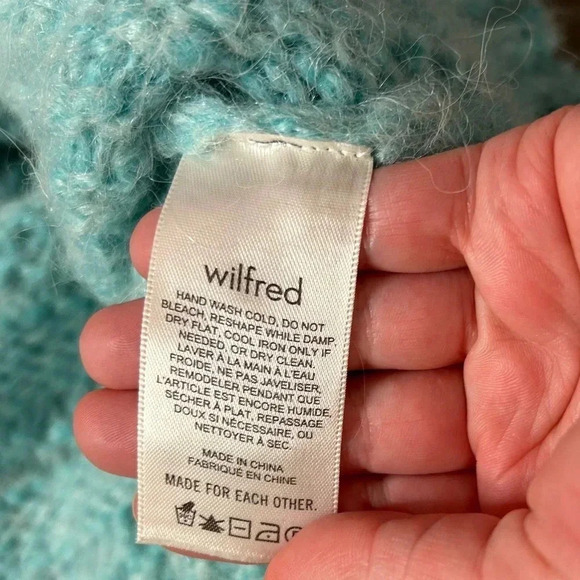 wilfred
HAND WASH COLD, DO NOT
BLEACH, RESHAPE WHILE DAMP,
DRY FLAT, COOL IRON ONLY IF
NEEDED, OR DRY CLEAN.
LAVER À LA MAIN À L'EAU
FROIDE, NE PAS JAVELISER,
REMODELER PENDANT QUE
L'ARTICLE EST ENCORE HUMIDE,
SÉCHER À PLAT, REPASSAGE
DOUX SI NÉCESSAIRE, OU
NETTOYER À SEC.
MADE IN CHINA
FABRIQUÉ EN CHINE
MADE FOR EACH OTHER.